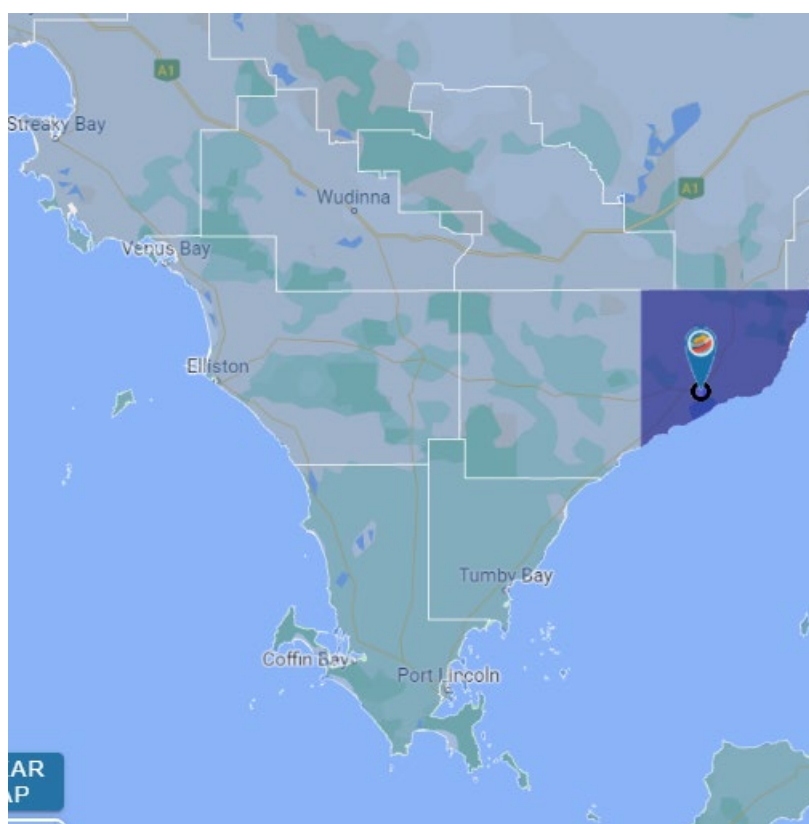 A1
Streaky Bay
Wudinna
A1
Venus Bay
Elliston
Tumby Bay
Coffin Bay
Port Lincoln
AR
AP